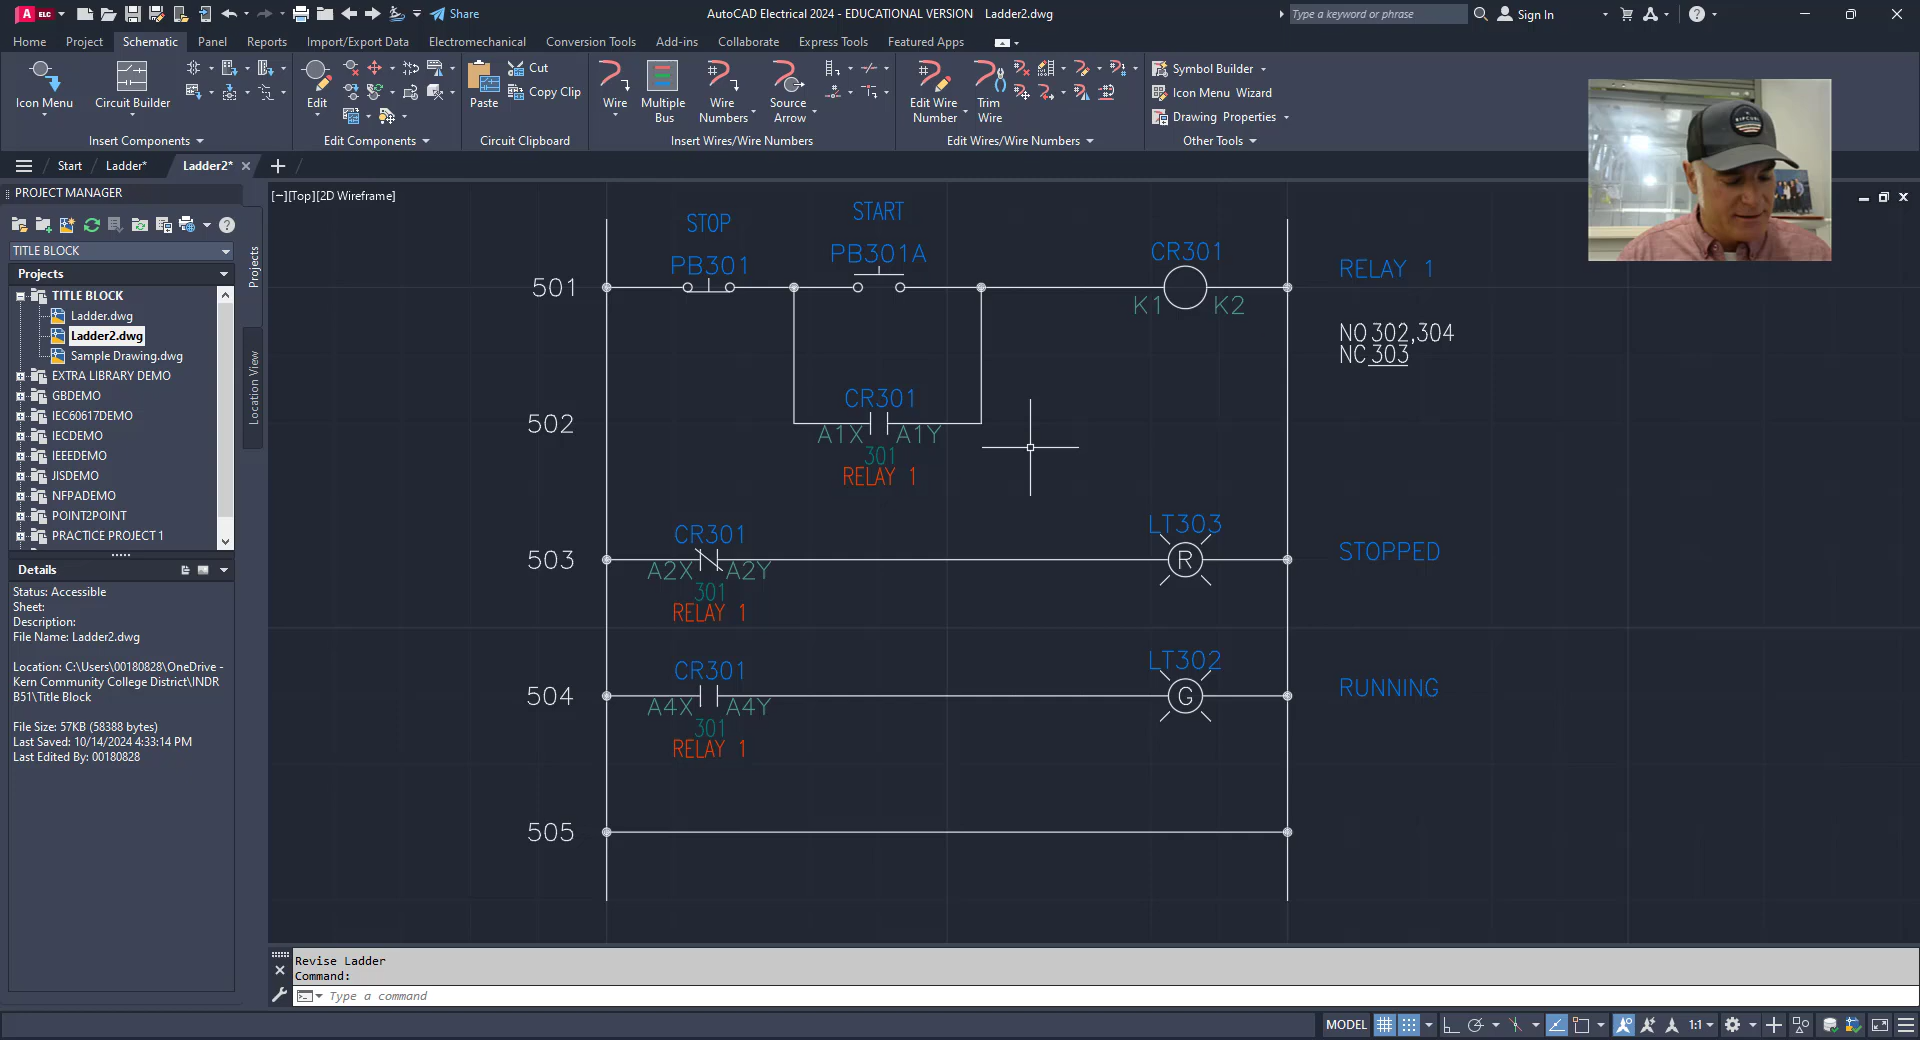 A ELC
Share
AutoCAD Electrical 2024 - EDUCATIONAL VERSION Ladder2.dwg
Type a keyword or phrase
Sign In
Home Project Schematic Panel Reports Import/Export Data Electromechanical Conversion Tools Add-ins Collaborate Express Tools Featured Apps
Icon Menu
Circuit Builder
Insert Components
Edit
Edit Components
Paste
Cut
Copy Clip
Circuit Clipboard
Wire
Multiple Bus
Wire Numbers
Source Arrow
Insert Wires/Wire Numbers
Edit Wire Number
Trim Wire
Edit Wires/Wire Numbers
Symbol Builder
Icon Menu Wizard
Drawing Properties
Other Tools
Start Ladder* Ladder2*
PROJECT MANAGER
TITLE BLOCK
Projects
TITLE BLOCK
Ladder.dwg
Ladder2.dwg
Sample Drawing.dwg
EXTRA LIBRARY DEMO
GBDEMO
IEC60617DEMO
IECDEMO
IEEEDEMO
JISDEMO
NFPADEMO
POINT2POINT
PRACTICE PROJECT 1
Projects
Location View
Details
Status: Accessible
Sheet:
Description:
File Name: Ladder2.dwg
Location: C:\Users\00180828\OneDrive -
Kern Community College District\INDR
B51\Title Block
File Size: 57KB (58388 bytes)
Last Saved: 10/14/2024 4:33:14 PM
Last Edited By: 00180828
[−][Top][2D Wireframe]
STOP
START
PB301
PB301A
CR301
501
K1 K2
RELAY 1
NO 302,304
NC 303
CR301
502
A1X A1Y
301
RELAY 1
CR301
LT303
503
A2X A2Y
R
STOPPED
301
RELAY 1
CR301
LT302
504
A4X A4Y
G
RUNNING
301
RELAY 1
505
RIP CURL
Revise Ladder
Command:
Type a command
MODEL
1:1